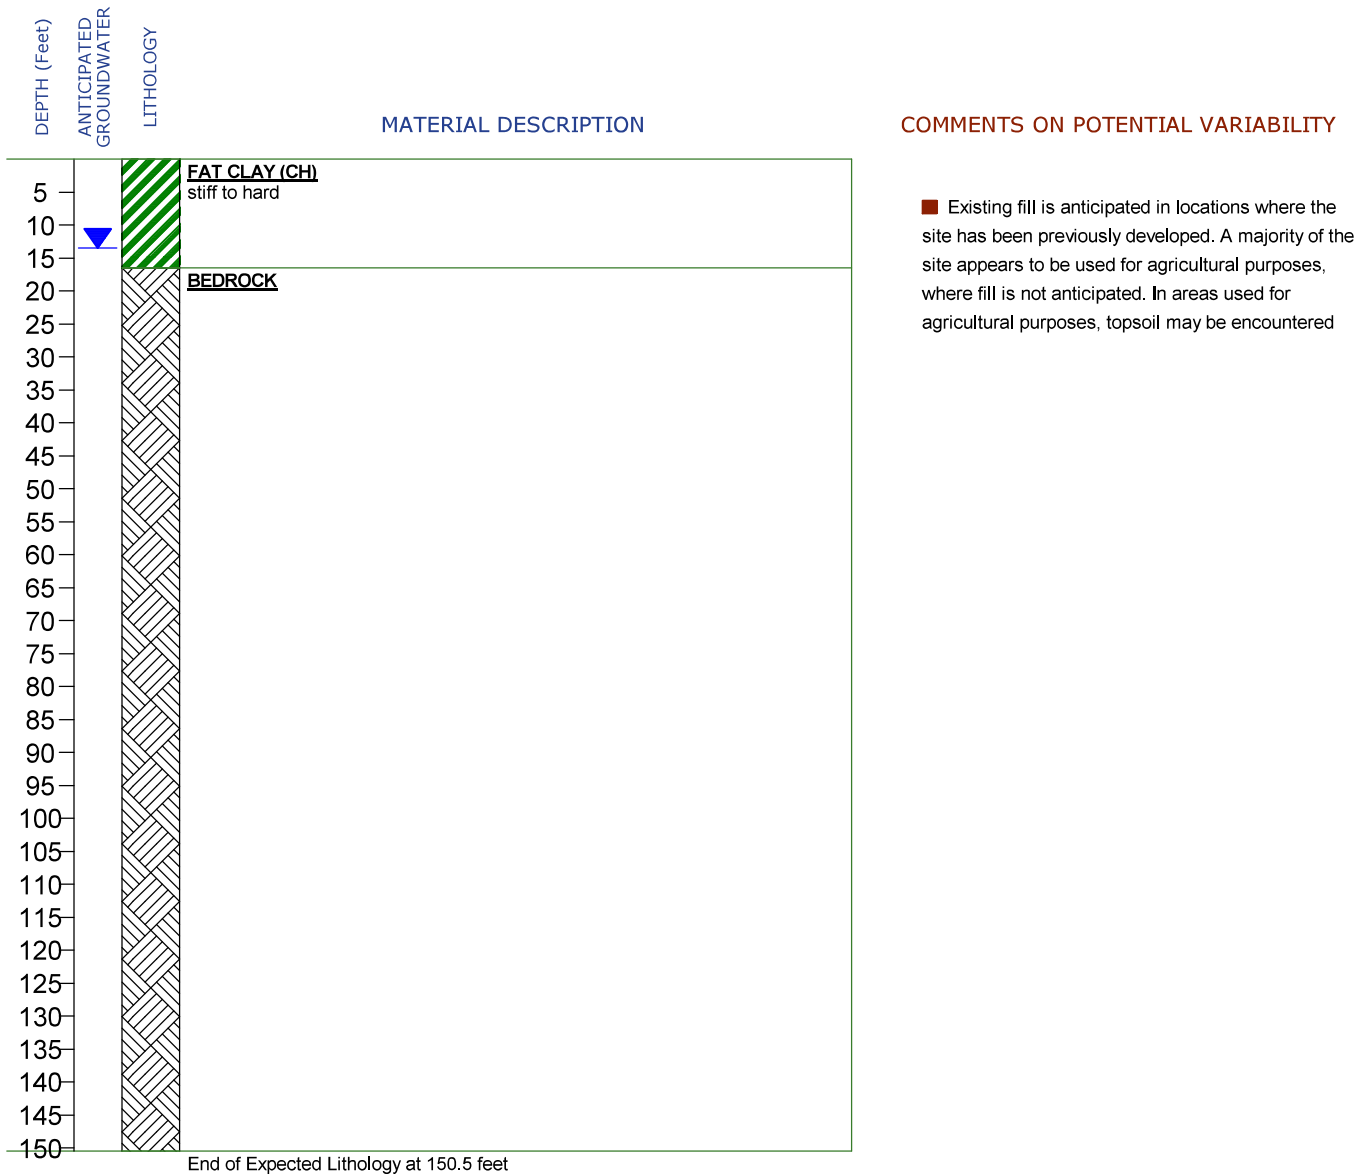 DEPTH (Feet)
ANTICIPATED
GROUNDWATER
LITHOLOGY
MATERIAL DESCRIPTION
COMMENTS ON POTENTIAL VARIABILITY
FAT CLAY (CH)
stiff to hard
5
10
15
BEDROCK
20
25
30
35
40
45
50
55
60
65
70
75
80
85
90
95
100
105
110
115
120
125
130
135
140
145
150
End of Expected Lithology at 150.5 feet
Existing fill is anticipated in locations where the
site has been previously developed. A majority of the
site appears to be used for agricultural purposes,
where fill is not anticipated. In areas used for
agricultural purposes, topsoil may be encountered